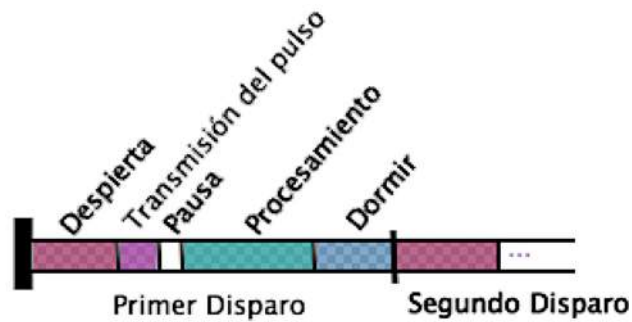 Despierta
Transmisión del pulso
Pausa
Procesamiento
Dormir
...
Primer Disparo
Segundo Disparo